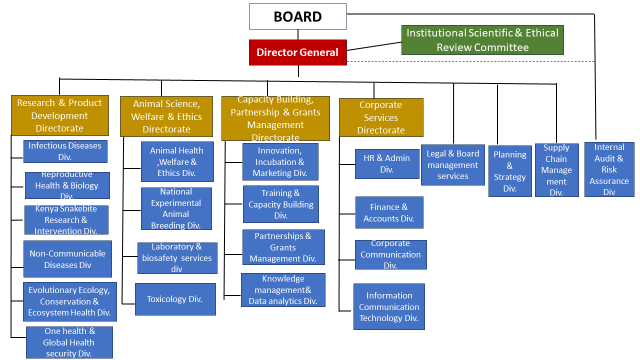 BOARD
Institutional Scientific & Ethical
Review Committee
Director General
Research & Product
Development
Directorate
Animal Science,
Welfare & Ethics
Directorate
Capacity Building,
Partnership & Grants
Management
Directorate
Corporate
Services
Directorate
Infectious Diseases
Div.
Reproductive
Health & Biology
Div.
Kenya Snakebite
Research &
Intervention Div.
Non-Communicable
Diseases Div
Evolutionary Ecology,
Conservation &
Ecosystem Health Div.
One health &
Global Health
security Div.
Animal Health
,Welfare &
Ethics Div.
National
Experimental
Animal
Breeding Div.
Laboratory &
biosafety services
div
Toxicology Div.
Innovation,
Incubation &
Marketing Div.
Training &
Capacity Building
Div.
Partnerships &
Grants
Management Div.
Knowledge
management&
Data analytics Div.
HR & Admin
Div.
Finance &
Accounts Div.
Corporate
Communication
Div.
Information
Communication
Technology Div.
Legal & Board
management
services
Planning
&
Strategy
Div.
Supply
Chain
Manage
ment
Div.
Internal
Audit &
Risk
Assurance
Div